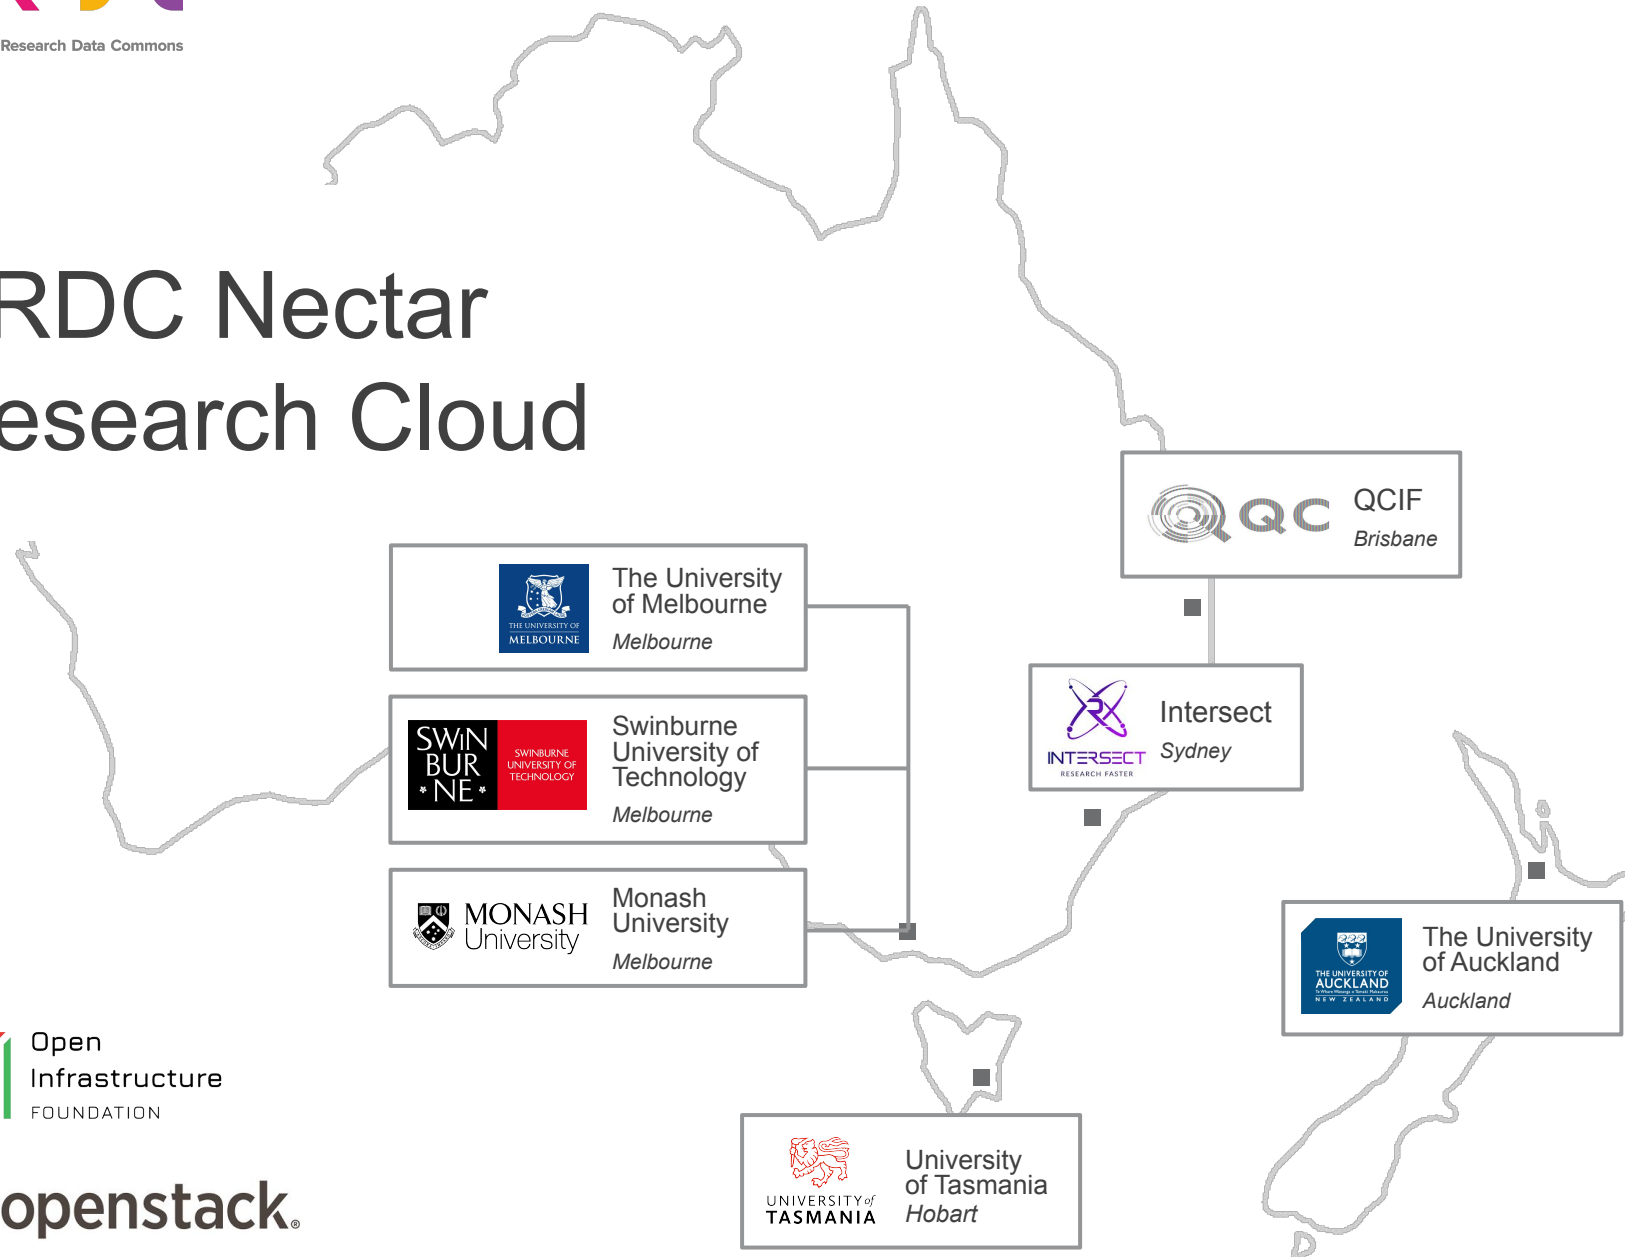 Research Data Commons
RDC Nectar
esearch Cloud
QC
QCIF
Brisbane
THE UNIVERSITY OF
MELBOURNE
The University
of Melbourne
Melbourne
SWIN
BUR
*NE*
SWINBURNE
UNIVERSITY OF
TECHNOLOGY
Swinburne
University of
Technology
Melbourne
INTERSECT
RESEARCH FASTER
Intersect
Sydney
MONASH
University
Monash
University
Melbourne
THE UNIVERSITY OF
AUCKLAND
NEW ZEALAND
The University
of Auckland
Auckland
Open
Infrastructure
FOUNDATION
UNIVERSITY of
TASMANIA
University
of Tasmania
Hobart
openstack®